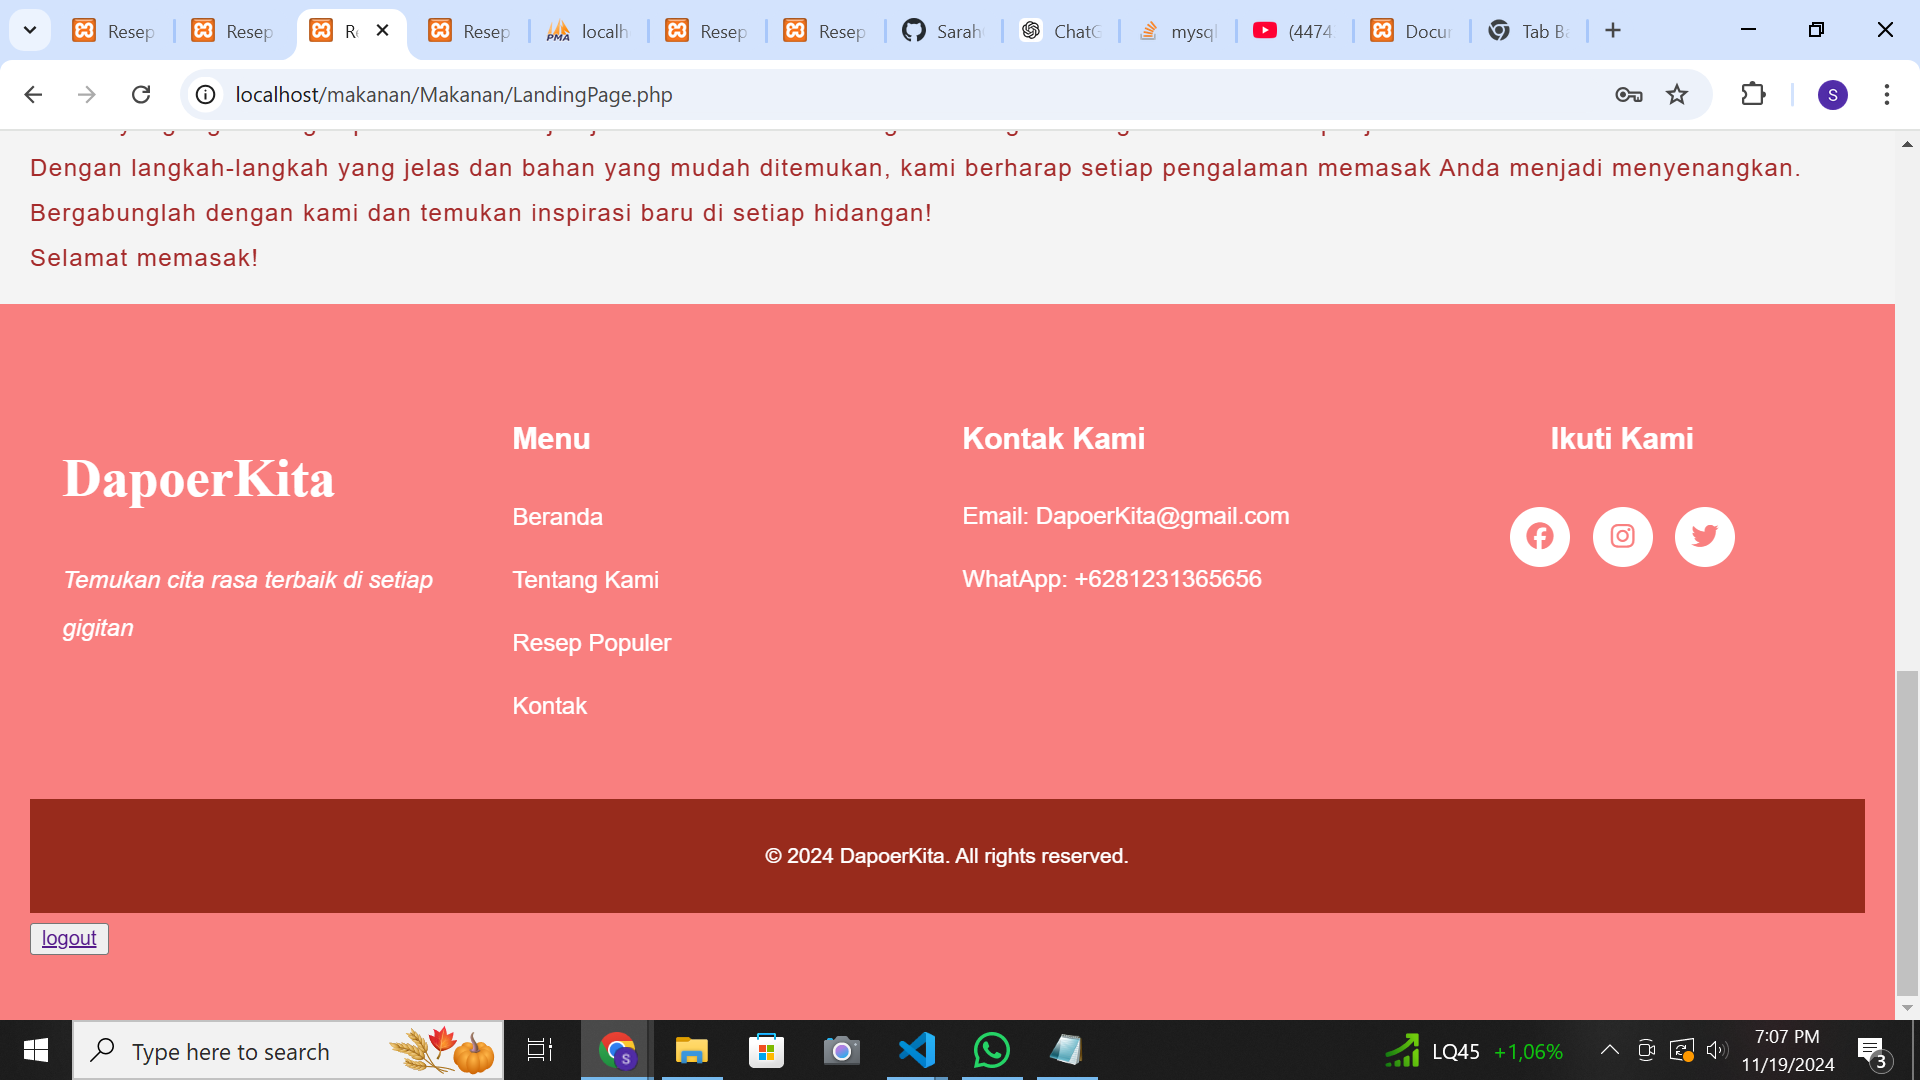 Resep
Resep
Re
Resep
localh
Resep
Resep
Sarah
ChatG
mysql
(4474
Docu
Tab Ba
localhost/makanan/Makanan/LandingPage.php
S
Dengan langkah-langkah yang jelas dan bahan yang mudah ditemukan, kami berharap setiap pengalaman memasak Anda menjadi menyenangkan.
Bergabunglah dengan kami dan temukan inspirasi baru di setiap hidangan!
Selamat memasak!
DapoerKita
Temukan cita rasa terbaik di setiap
gigitan
Menu
Beranda
Tentang Kami
Resep Populer
Kontak
Kontak Kami
Email: DapoerKita@gmail.com
WhatApp: +6281231365656
Ikuti Kami
© 2024 DapoerKita. All rights reserved.
logout
Type here to search
LQ45 +1,06%
7:07 PM
11/19/2024
3